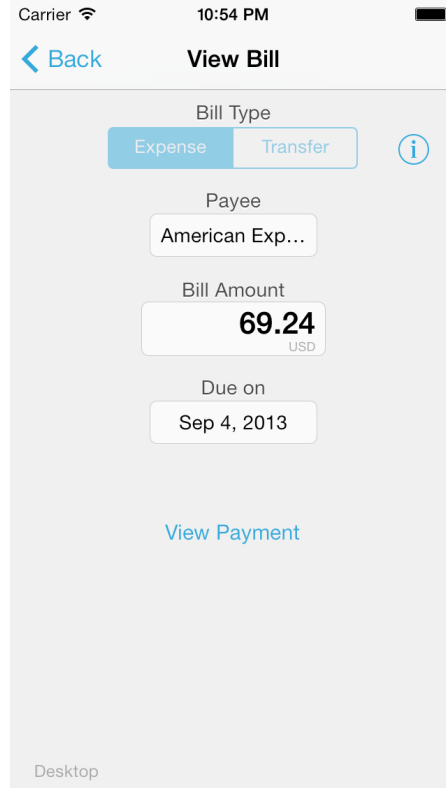 Carrier 10:54 PM
Back View Bill
Bill Type
Expense Transfer
i
Payee
American Exp...
Bill Amount
69.24
USD
Due on
Sep 4, 2013
View Payment
Desktop